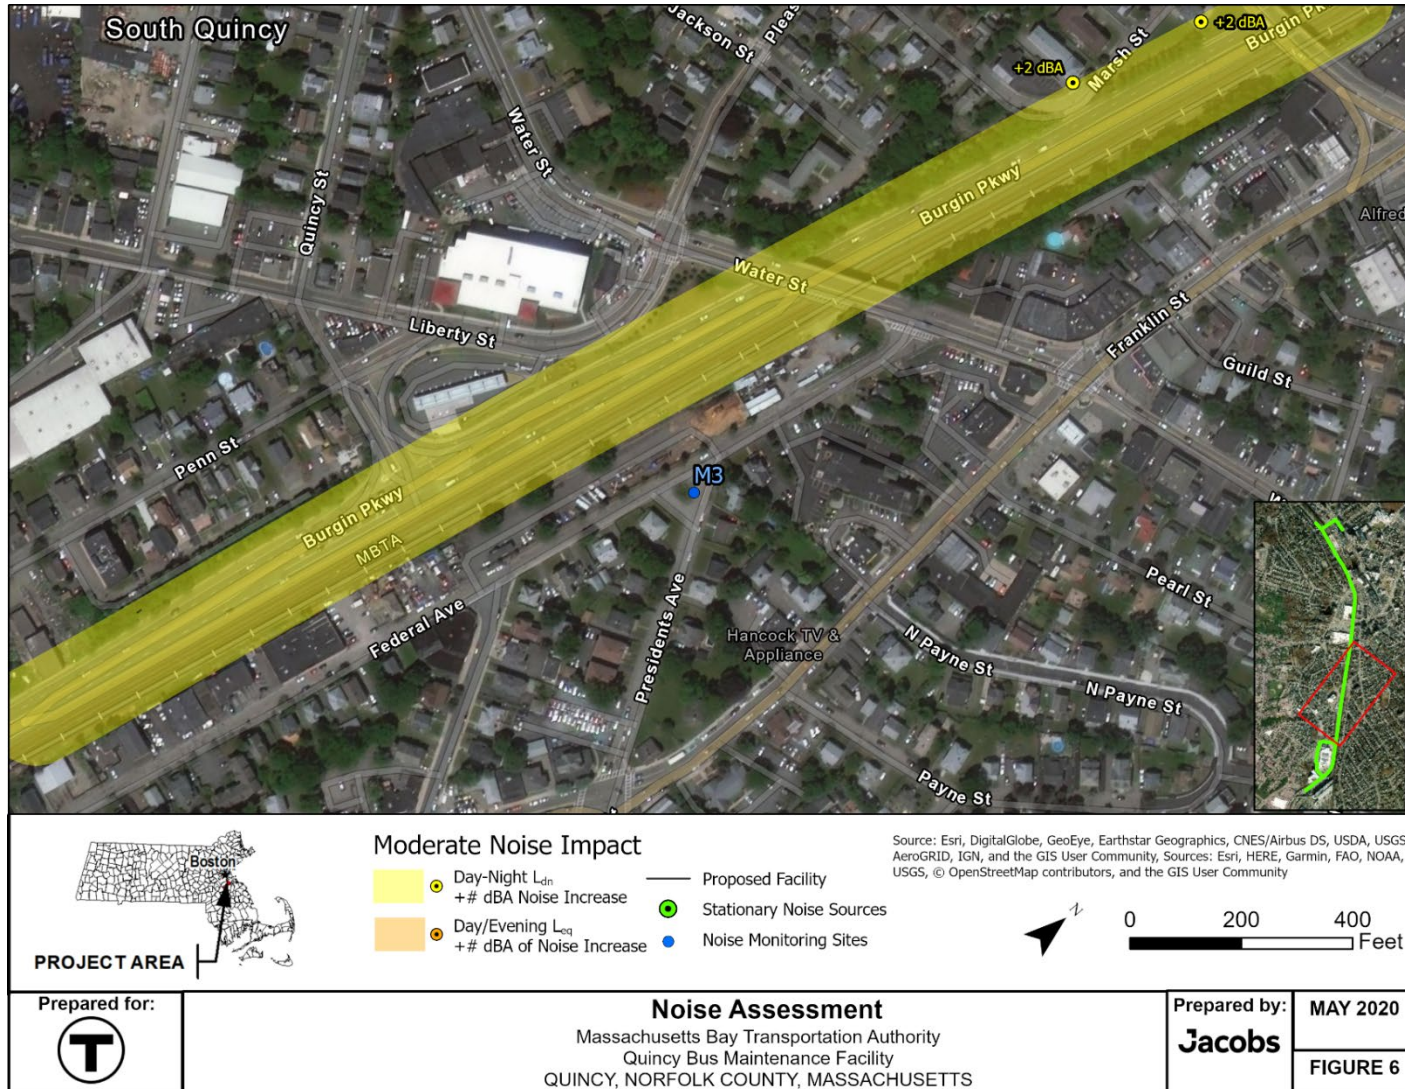 South Quincy
Jackson St
Marsh St
+2 dBA
+2 dBA
Water St
Quincy St
Burgin Pkwy
Water St
Liberty St
Franklin St
Guild St
Penn St
M3
Burgin Pkwy
MBTA
Federal Ave
Presidents Ave
Hancock TV &
Appliance
Pearl St
N Payne St
N Payne St
Payne St
Boston
PROJECT AREA
Moderate Noise Impact
Day-Night Ldn
+# dBA Noise Increase
Day/Evening Leq
+# dBA of Noise Increase
Proposed Facility
Stationary Noise Sources
Noise Monitoring Sites
Source: Esri, DigitalGlobe, GeoEye, Earthstar Geographics, CNES/Airbus DS, USDA, USGS
AeroGRID, IGN, and the GIS User Community, Sources: Esri, HERE, Garmin, FAO, NOAA,
USGS, © OpenStreetMap contributors, and the GIS User Community
N
0 200 400
Feet
Prepared for:
T
Noise Assessment
Massachusetts Bay Transportation Authority
Quincy Bus Maintenance Facility
QUINCY, NORFOLK COUNTY, MASSACHUSETTS
Prepared by:
Jacobs
MAY 2020
FIGURE 6